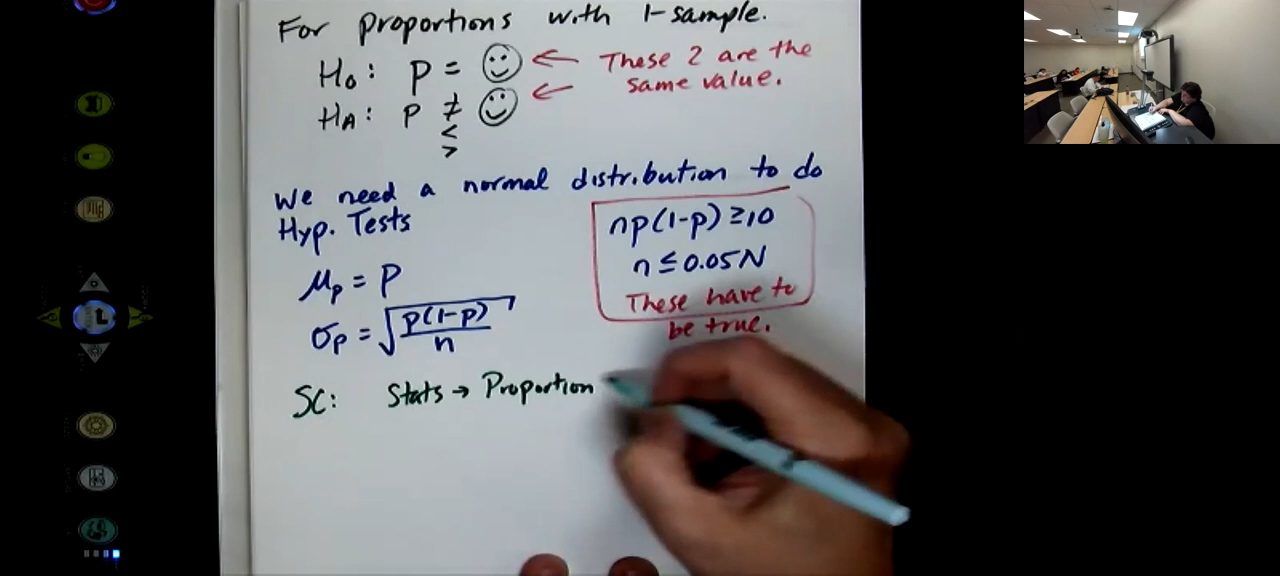 For proportions with 1-sample.
H₀: p = ☺ ← These 2 are the
same value.
Hₐ: p ≠ ☺ ←
<
>
We need a normal distribution to do
Hyp. Tests
np(1-p) ≥ 10
n ≤ 0.05N
These have to
be true.
μₚ = p
σₚ = √(p(1-p)/n)
SC: Stats → Proportion